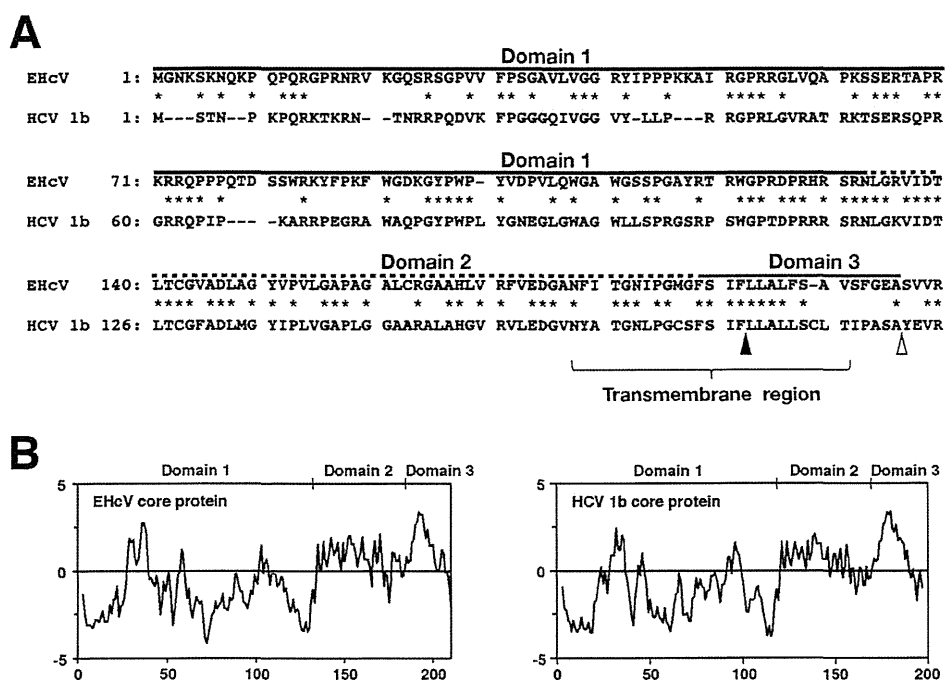 A
Domain 1
EHcV 1: MGNKSKNQKP QPQRGPRNRV KGQSRSGPVV FPSGAVLVGG RYIPPPKKAI RGPRRGLVQA PKSSERTAPR
* * * * *** * * ** * *** * * **** * * *** **
HCV 1b 1: M---STN--P KPQRKTKRN- -TNRRPQDVK FPGGGQIVGG VY-LLP---R RGPRLGVRAT RKTSERSQPR
Domain 1
EHcV 71: KRRQPPPQTD SSWRKYFPKF WGDKGYPWP- YVDPVLQWGA WGSSPGAYRT RWGPRDPRHR SRNLGRVIDT
**** * * * ***** * * ** * ** * *** *** * ***** ****
HCV 1b 60: GRRQPIP--- -KARRPEGRA WAQPGYPWPL YGNEGLGWAG WLLSPRGSRP SWGPTDPRRR SRNLGKVIDT
Domain 2
Domain 3
EHcV 140: LTCGVADLAG YVPVLGAPAG ALCRGAAHLV RFVEDGANFI TGNIPGMGFS IFLLALFS-A VSFGEASVVR
**** *** * * * *** * * * ** * * *** * *** ** ** ****** * * **
HCV 1b 126: LTCGFADLMG YIPLVGAPLG GAARALAHGV RVLEDGVNYA TGNLPGCSFS IFLLALLSCL TIPASAYEVR
Transmembrane region
B
Domain 1 Domain 2 Domain 3
EHcV core protein
5
0
-5
0 50 100 150 200
Domain 1 Domain 2 Domain 3
HCV 1b core protein
5
0
-5
0 50 100 150 200